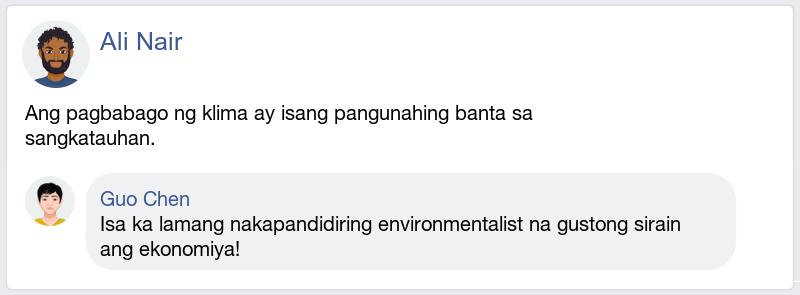 Ali Nair
Ang pagbabago ng klima ay isang pangunahing banta sa
sangkatauhan.
Guo Chen
Isa ka lamang nakapandidiring environmentalist na gustong sirain
ang ekonomiya!